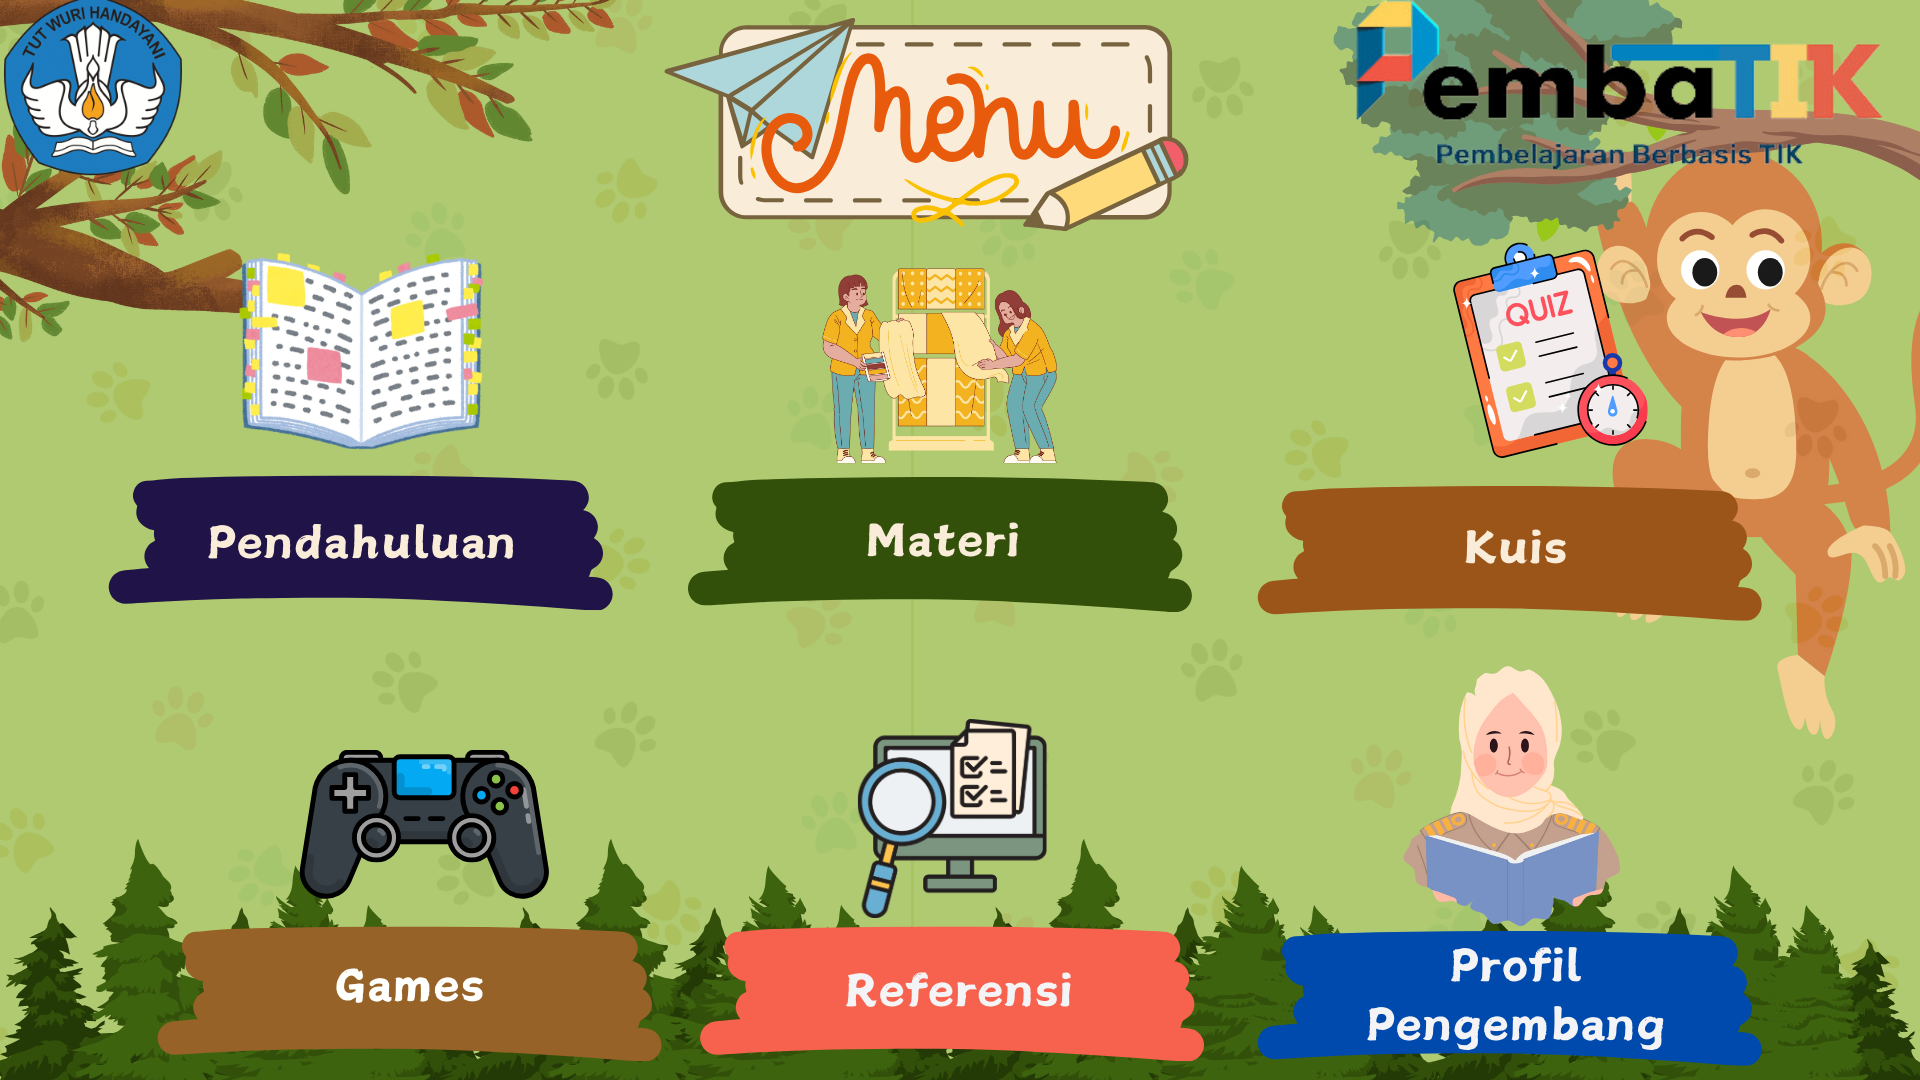 TUT WURI HANDAYANI
Menu
PembaTIK
Pembelajaran Berbasis TIK
QUIZ
Pendahuluan
Materi
Kuis
Games
Referensi
Profil
Pengembang